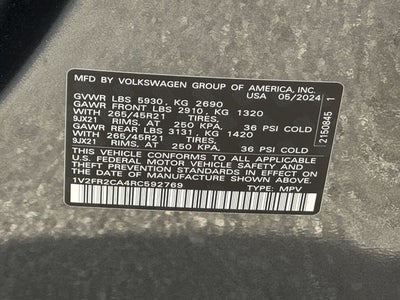 MFD BY VOLKSWAGEN GROUP OF AMERICA, INC.
USA 05/2024
GVWR LBS 5930, KG 2690
GAWR FRONT LBS 2910, KG 1320
WITH 265/45R21 TIRES,
9JX21 RIMS, AT 250 KPA, 36 PSI COLD
GAWR REAR LBS 3131, KG 1420
WITH 265/45R21 TIRES,
9JX21 RIMS, AT 250 KPA, 36 PSI COLD
THIS VEHICLE CONFORMS TO ALL APPLICABLE
U.S. FEDERAL MOTOR VEHICLE SAFETY AND
THEFT PREVENTION STANDARDS IN EFFECT ON
THE DATE OF MANUFACTURE SHOWN ABOVE.
1V2FR2CA4RC592769 TYPE: MPV
2150845 1